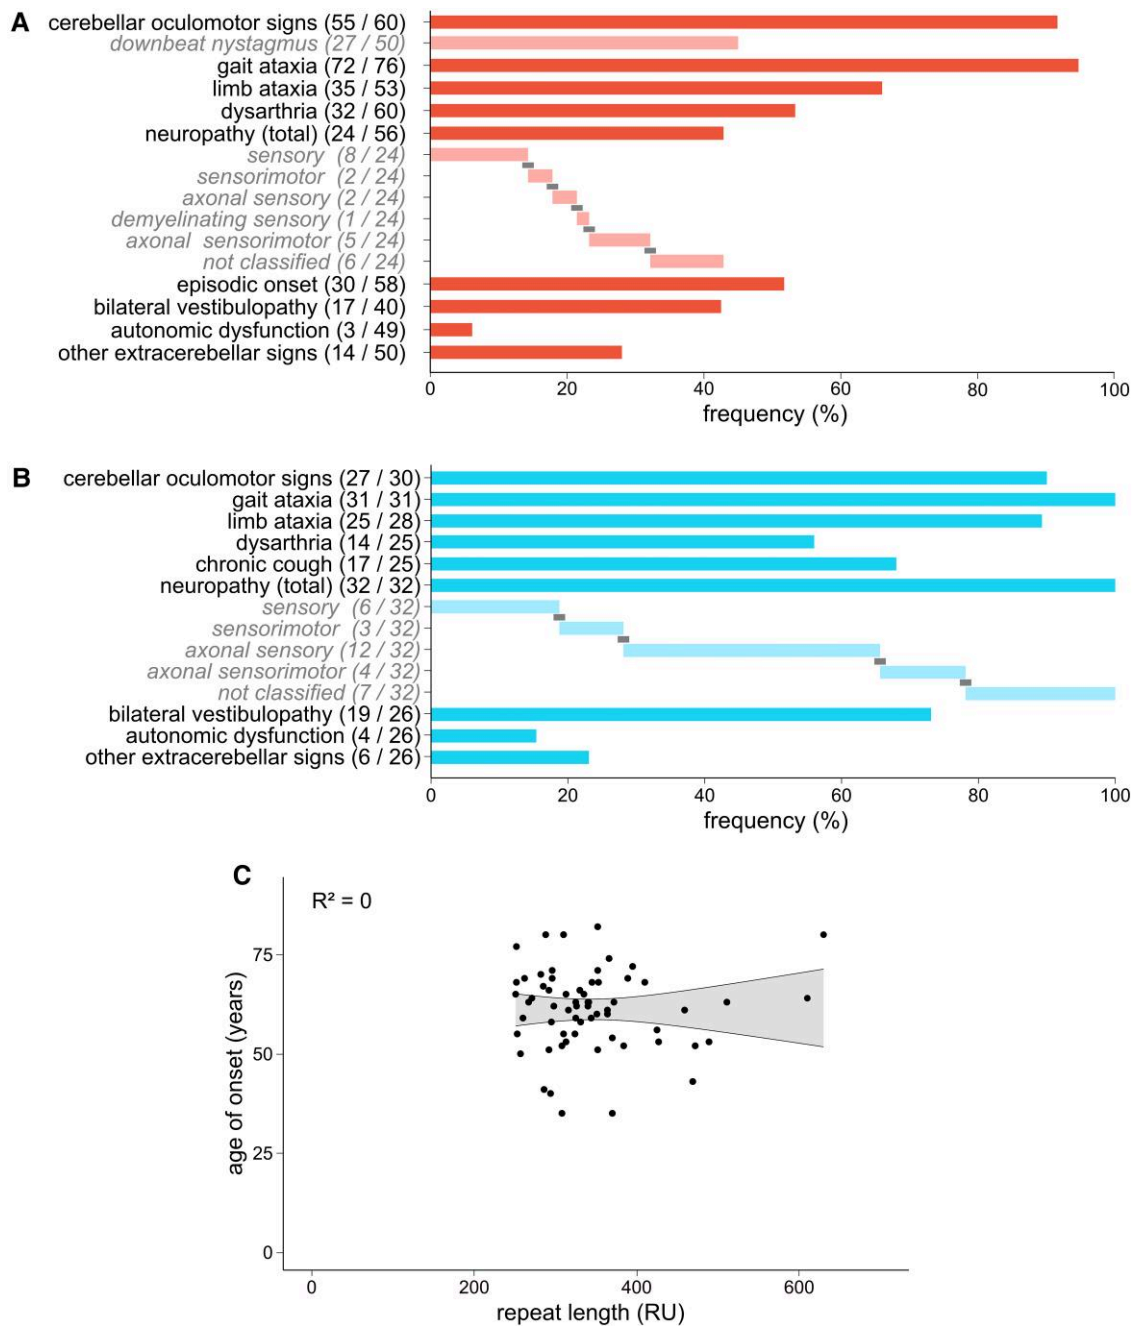 A
cerebellar oculomotor signs (55 / 60)
downbeat nystagmus (27 / 50)
gait ataxia (72 / 76)
limb ataxia (35 / 53)
dysarthria (32 / 60)
neuropathy (total) (24 / 56)
sensory (8 / 24)
sensorimotor (2 / 24)
axonal sensory (2 / 24)
demyelinating sensory (1 / 24)
axonal sensorimotor (5 / 24)
not classified (6 / 24)
episodic onset (30 / 58)
bilateral vestibulopathy (17 / 40)
autonomic dysfunction (3 / 49)
other extracerebellar signs (14 / 50)
0 20 40 60 80 100
frequency (%)
B
cerebellar oculomotor signs (27 / 30)
gait ataxia (31 / 31)
limb ataxia (25 / 28)
dysarthria (14 / 25)
chronic cough (17 / 25)
neuropathy (total) (32 / 32)
sensory (6 / 32)
sensorimotor (3 / 32)
axonal sensory (12 / 32)
axonal sensorimotor (4 / 32)
not classified (7 / 32)
bilateral vestibulopathy (19 / 26)
autonomic dysfunction (4 / 26)
other extracerebellar signs (6 / 26)
0 20 40 60 80 100
frequency (%)
C
R² = 0
75
50
25
0
age of onset (years)
0 200 400 600
repeat length (RU)